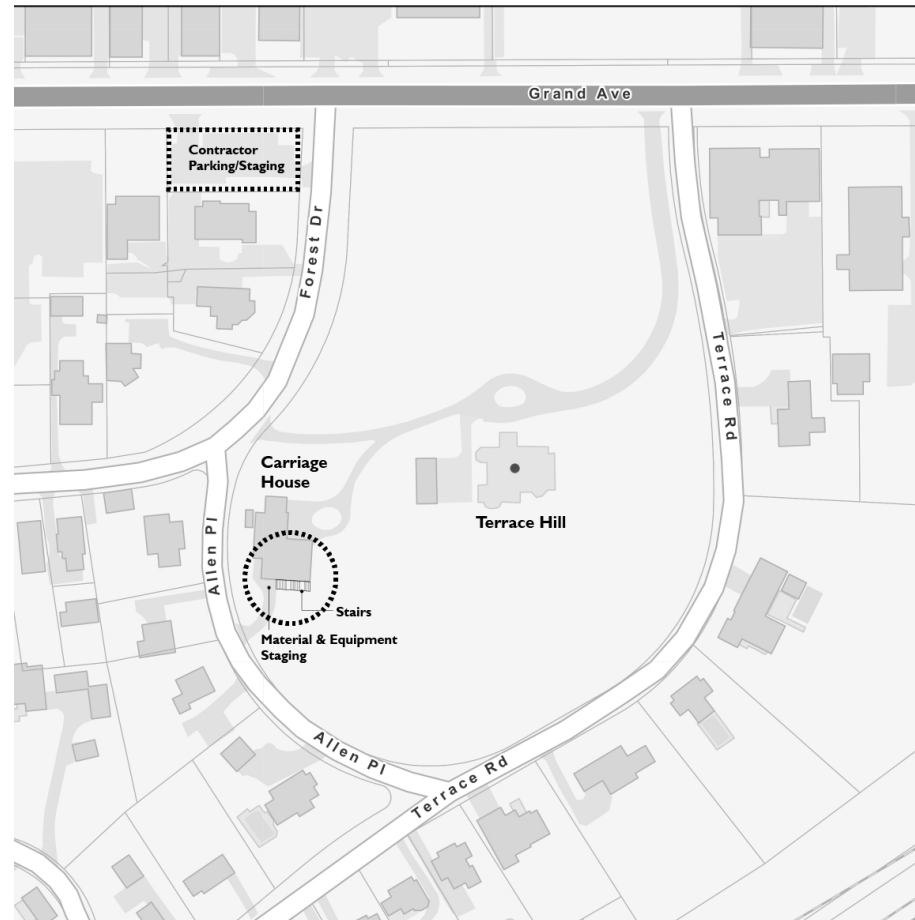 Grand Ave
Contractor
Parking/Staging
Forest Dr
Terrace Rd
Carriage
House
Terrace Hill
Allen Pl
Stairs
Material & Equipment
Staging
Allen Pl
Terrace Rd